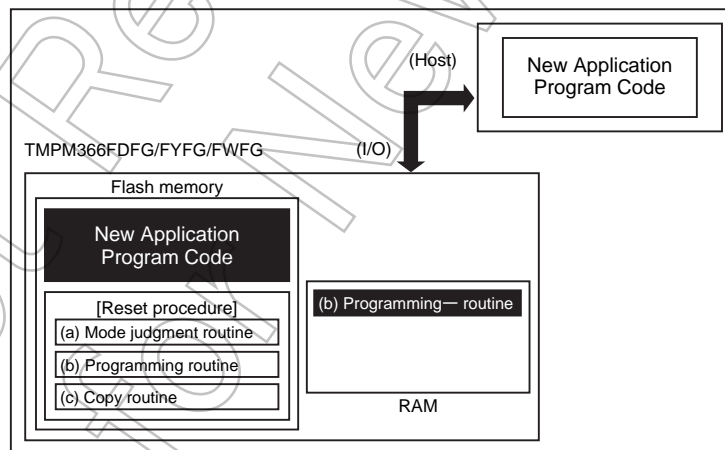 (Host)
New Application
Program Code
TMPM366FDFG/FYFG/FWFG
(I/O)
Flash memory
New Application
Program Code
[Reset procedure]
(a) Mode judgment routine
(b) Programming routine
(c) Copy routine
(b) Programming— routine
RAM